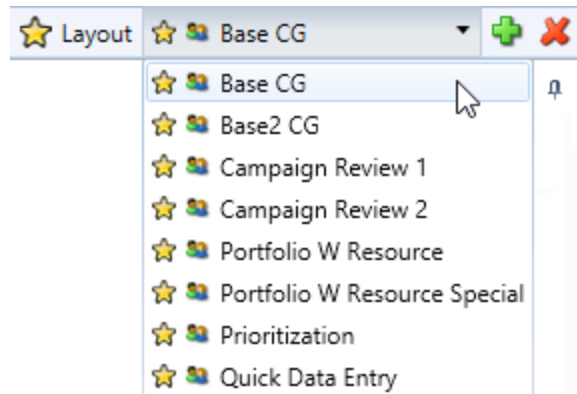 Layout Base CG
Base CG
Base2 CG
Campaign Review 1
Campaign Review 2
Portfolio W Resource
Portfolio W Resource Special
Prioritization
Quick Data Entry